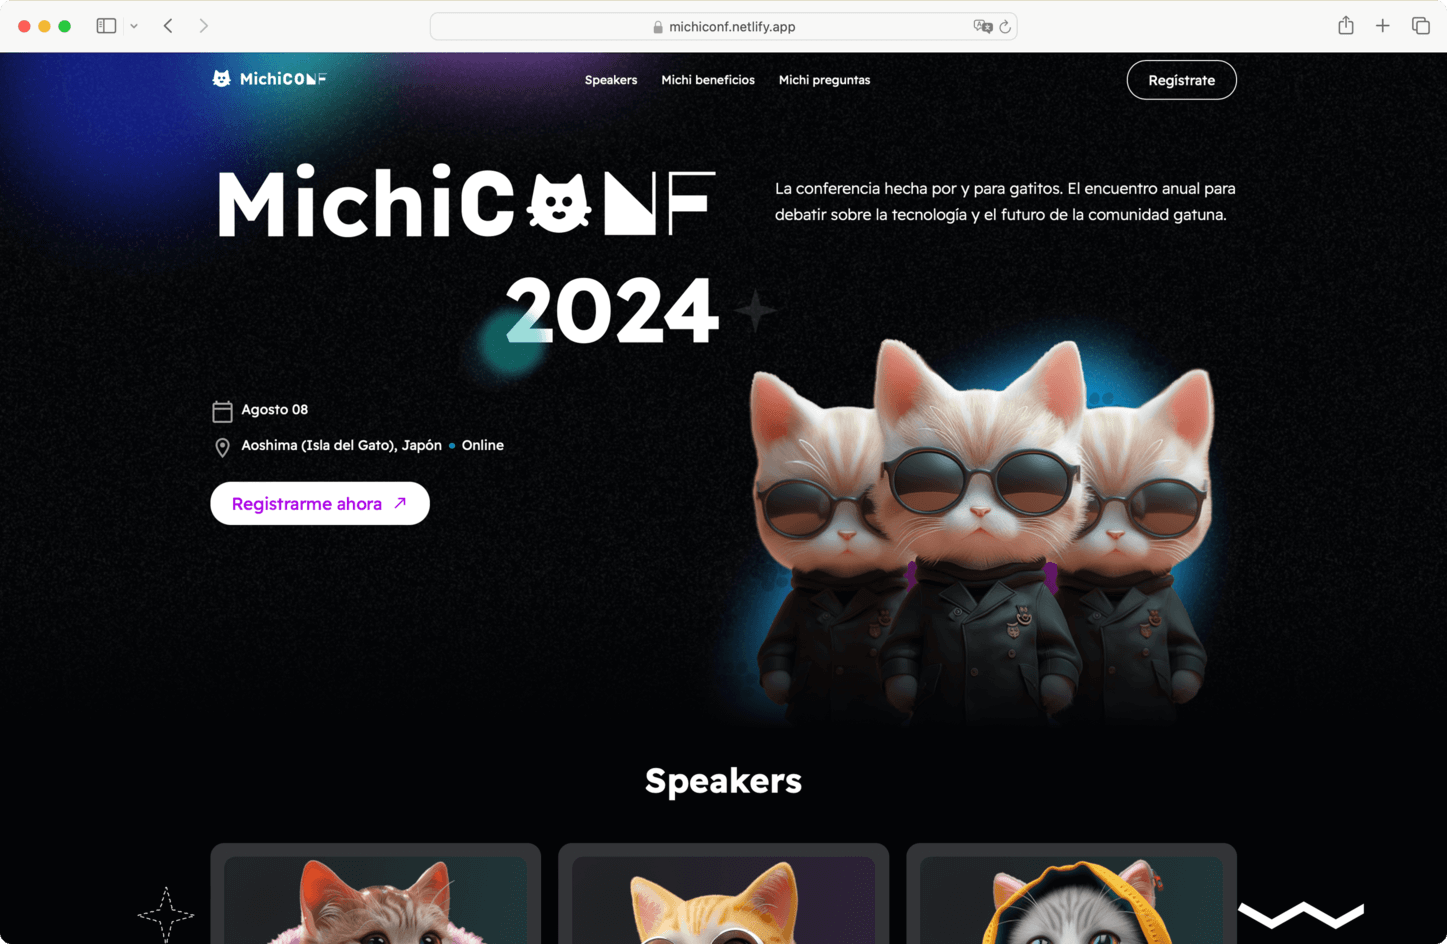 michiconf.netlify.app
MichiCONF
Speakers
Michi beneficios
Michi preguntas
Regístrate
MichiCONF
2024
La conferencia hecha por y para gatitos. El encuentro anual para
debatir sobre la tecnología y el futuro de la comunidad gatuna.
Agosto 08
Aoshima (Isla del Gato), Japón • Online
Registrarme ahora
Speakers